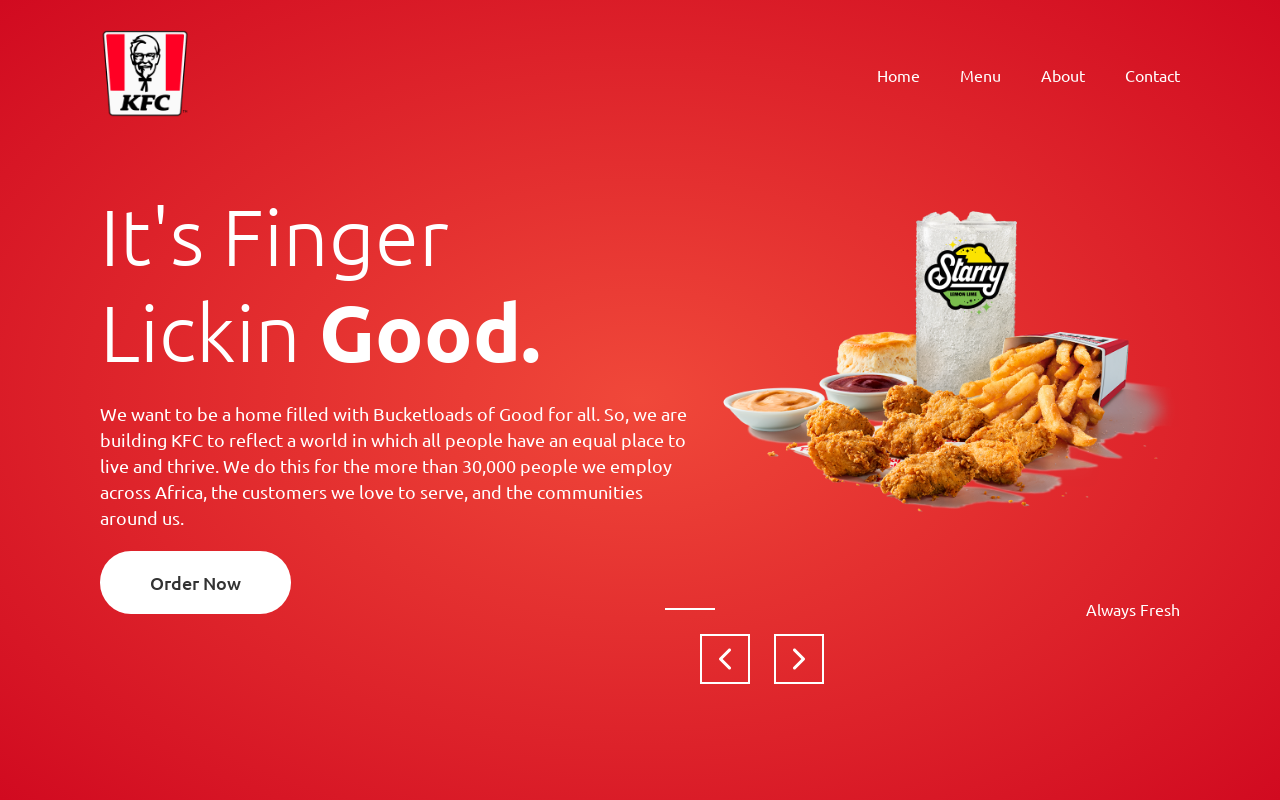 KFC
Home
Menu
About
Contact
It's Finger
Lickin Good.
We want to be a home filled with Bucketloads of Good for all. So, we are
building KFC to reflect a world in which all people have an equal place to
live and thrive. We do this for the more than 30,000 people we employ
across Africa, the customers we love to serve, and the communities
around us.
Order Now
Starry
LEMON LIME
Always Fresh